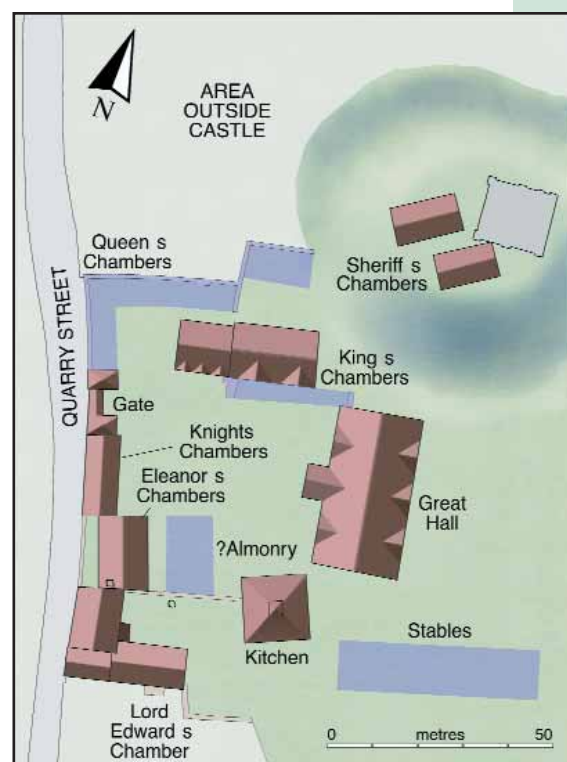 N
AREA
OUTSIDE
CASTLE
Queen s
Chambers
Sheriff s
Chambers
QUARRY STREET
King s
Chambers
Gate
Knights
Chambers
Eleanor s
Chambers
Great
Hall
?Almonry
Stables
Kitchen
Lord
Edward s
Chamber
0 metres 50